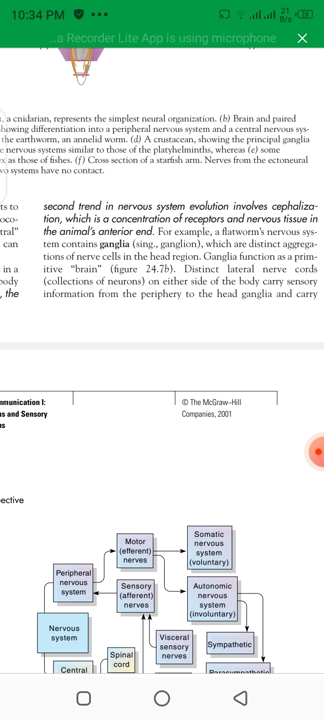 10:34 PM
21 B/s
28
...a Recorder Lite App is using microphone
, a cnidarian, represents the simplest neural organization. (b) Brain and paired
howing differentiation into a peripheral nervous system and a central nervous sys-
the earthworm, an annelid worm. (d) A crustacean, showing the principal ganglia
e nervous systems similar to those of the platyhelminths, whereas (e) some
ex as those of fishes. (f) Cross section of a starfish arm. Nerves from the ectoneural
vo systems have no contact.
ts to
oco-
tral”
can
in a
body
, the
second trend in nervous system evolution involves cephaliza-
tion, which is a concentration of receptors and nervous tissue in
the animal’s anterior end. For example, a flatworm’s nervous sys-
tem contains ganglia (sing., ganglion), which are distinct aggrega-
tions of nerve cells in the head region. Ganglia function as a prim-
itive “brain” (figure 24.7b). Distinct lateral nerve cords
(collections of neurons) on either side of the body carry sensory
information from the periphery to the head ganglia and carry
mmunication I:
us and Sensory
ns
© The McGraw–Hill
Companies, 2001
pective
Motor
(efferent)
nerves
Somatic
nervous
system
(voluntary)
Peripheral
nervous
system
Sensory
(afferent)
nerves
Autonomic
nervous
system
(involuntary)
Nervous
system
Visceral
sensory
nerves
Sympathetic
Spinal
cord
Central
Parasympathetic